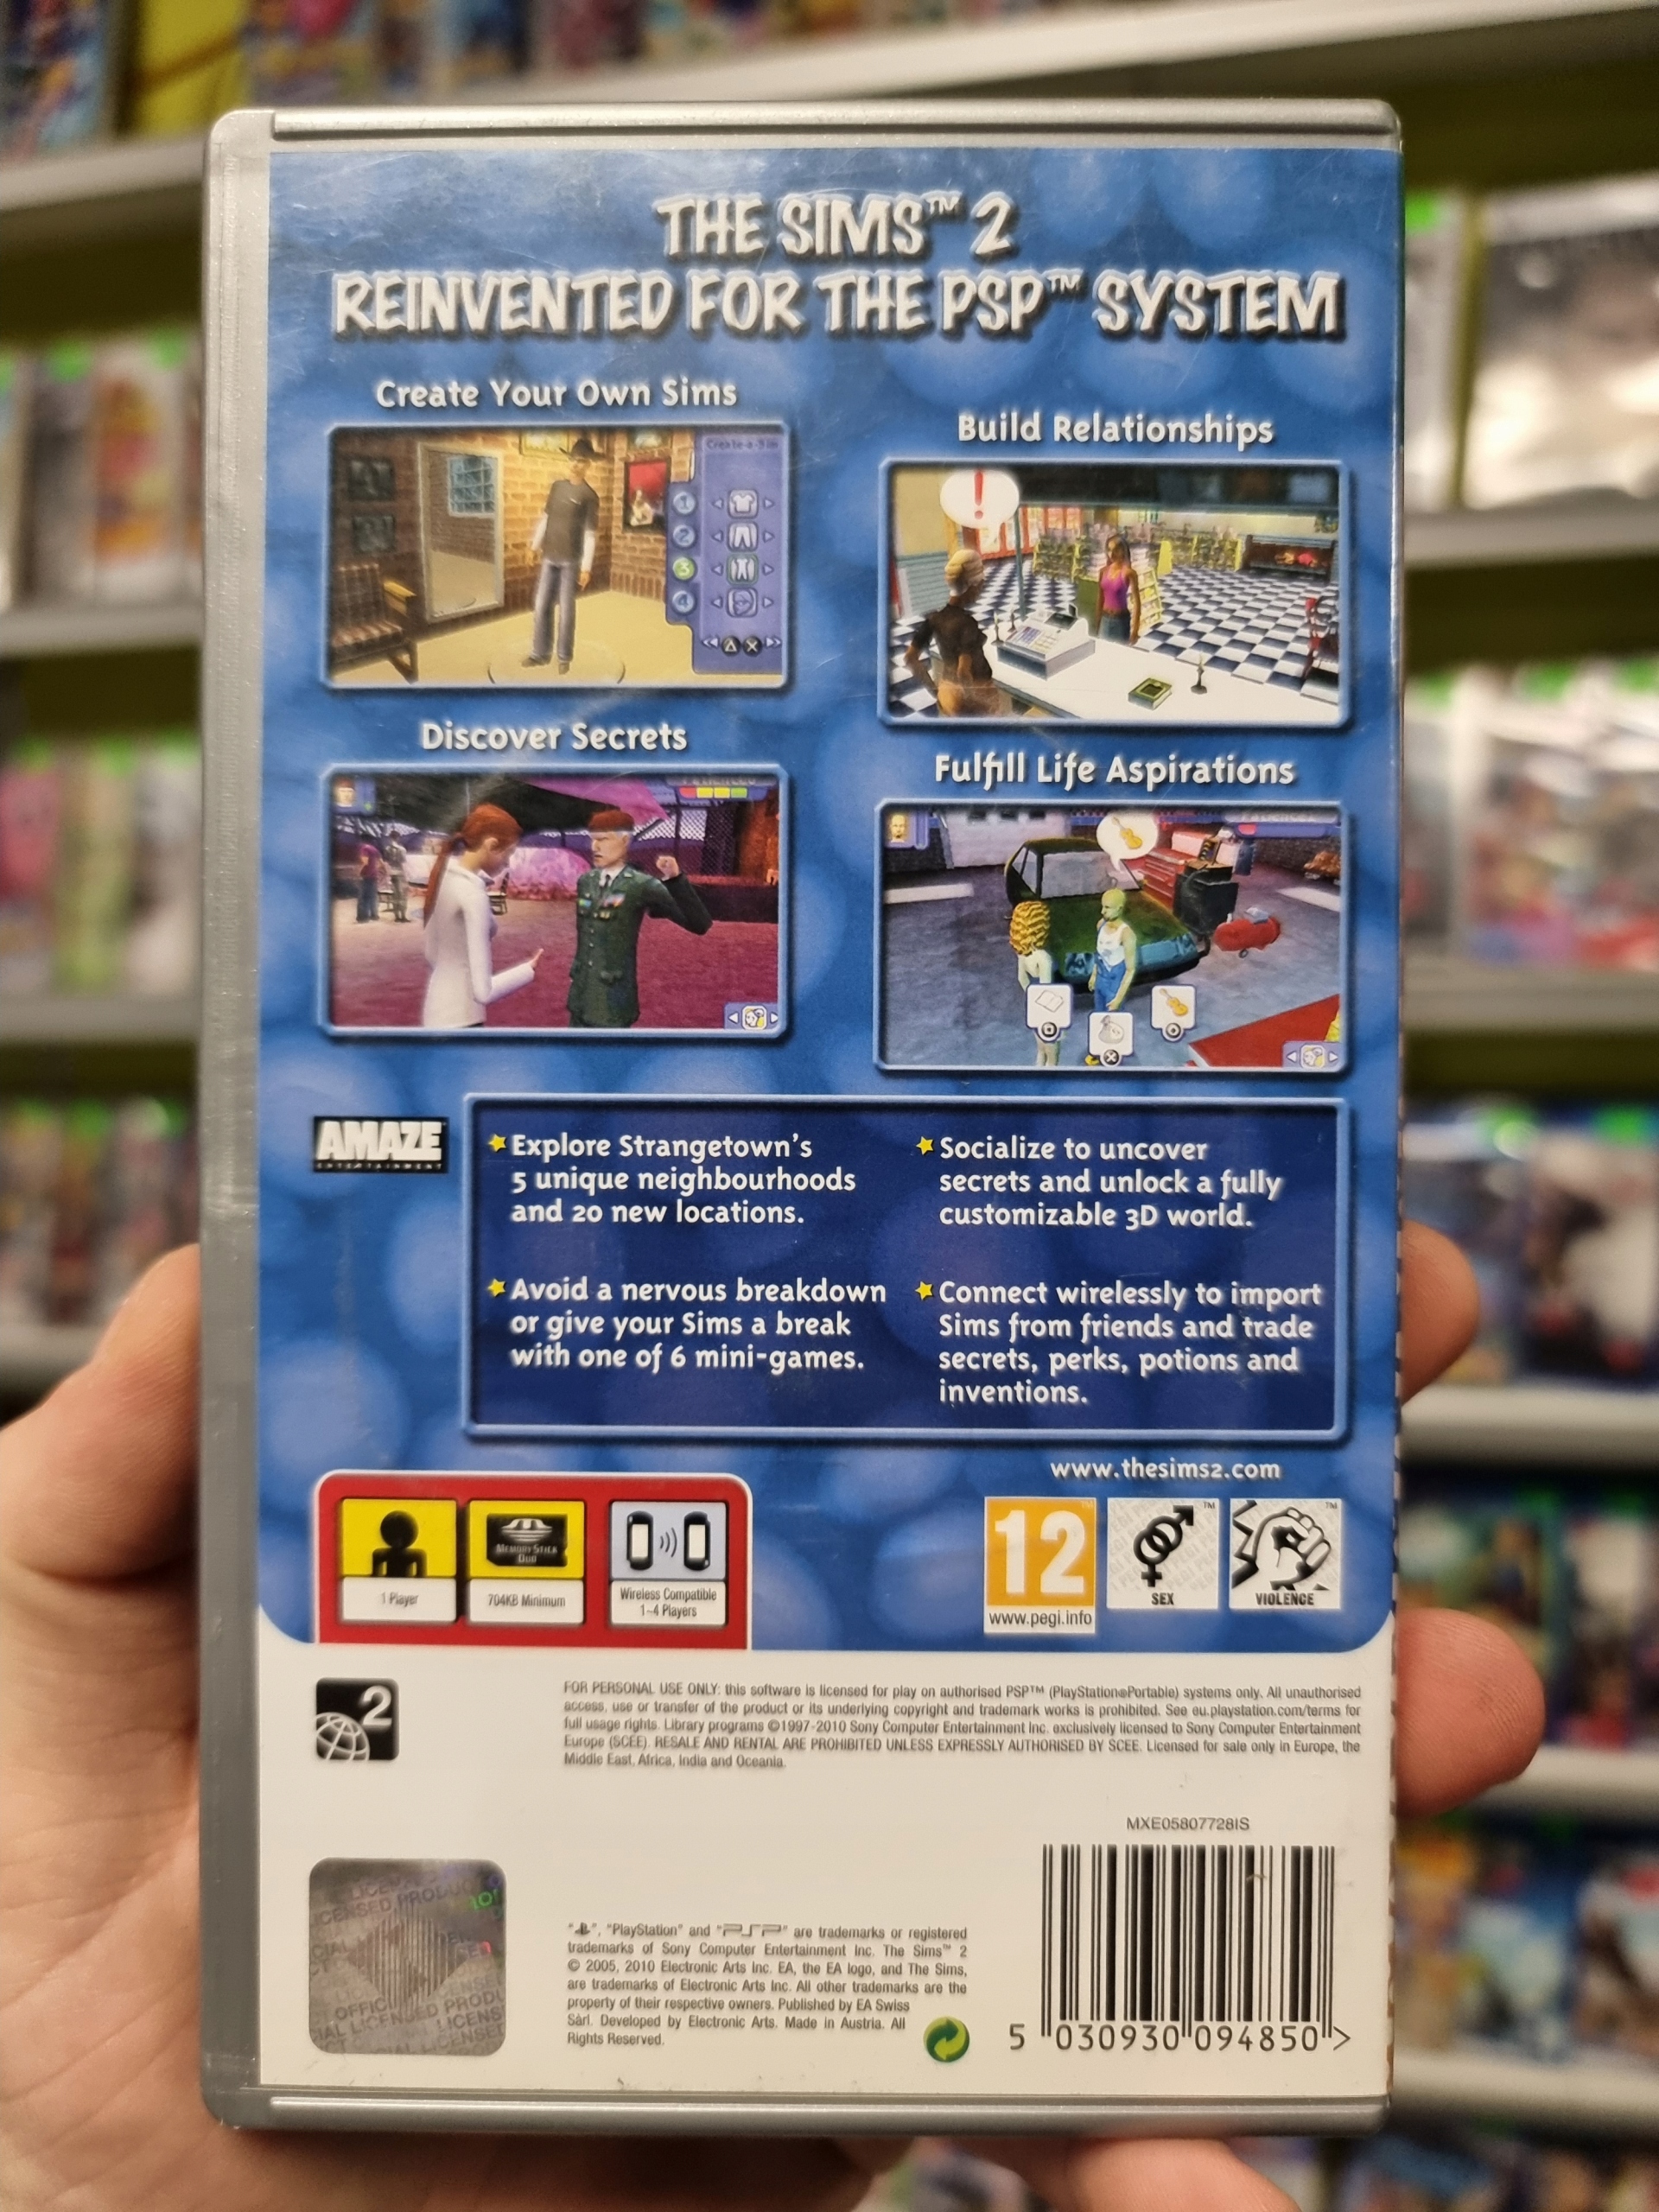 THE SIMS™ 2
REINVENTED FOR THE PSP™ SYSTEM
Create Your Own Sims
Build Relationships
Create-a-Sim
1
2
3
4
!
Discover Secrets
Fulfill Life Aspirations
AMAZE
ENTERTAINMENT
Explore Strangetown's
5 unique neighbourhoods
and 20 new locations.
Avoid a nervous breakdown
or give your Sims a break
with one of 6 mini-games.
Socialize to uncover
secrets and unlock a fully
customizable 3D world.
Connect wirelessly to import
Sims from friends and trade
secrets, perks, potions and
inventions.
www.thesims2.com
MEMORY STICK
DUO
1 Player
704KB Minimum
Wireless Compatible
1-4 Players
12
www.pegi.info
SEX
VIOLENCE
2
FOR PERSONAL USE ONLY: this software is licensed for play on authorised PSP™ (PlayStation®Portable) systems only. All unauthorised
access, use or transfer of the product or its underlying copyright and trademark works is prohibited. See eu.playstation.com/terms for
full usage rights. Library programs ©1997-2010 Sony Computer Entertainment Inc. exclusively licensed to Sony Computer Entertainment
Europe (SCEE). RESALE AND RENTAL ARE PROHIBITED UNLESS EXPRESSLY AUTHORISED BY SCEE. Licensed for sale only in Europe, the
Middle East, Africa, India and Oceania.
MXE05807728IS
"PlayStation" and "PSP" are trademarks or registered
trademarks of Sony Computer Entertainment Inc. The Sims™ 2
© 2005, 2010 Electronic Arts Inc. EA, the EA logo, and The Sims,
are trademarks of Electronic Arts Inc. All other trademarks are the
property of their respective owners. Published by EA Swiss
Sàrl. Developed by Electronic Arts. Made in Austria. All
Rights Reserved.
5 030930 094850 >